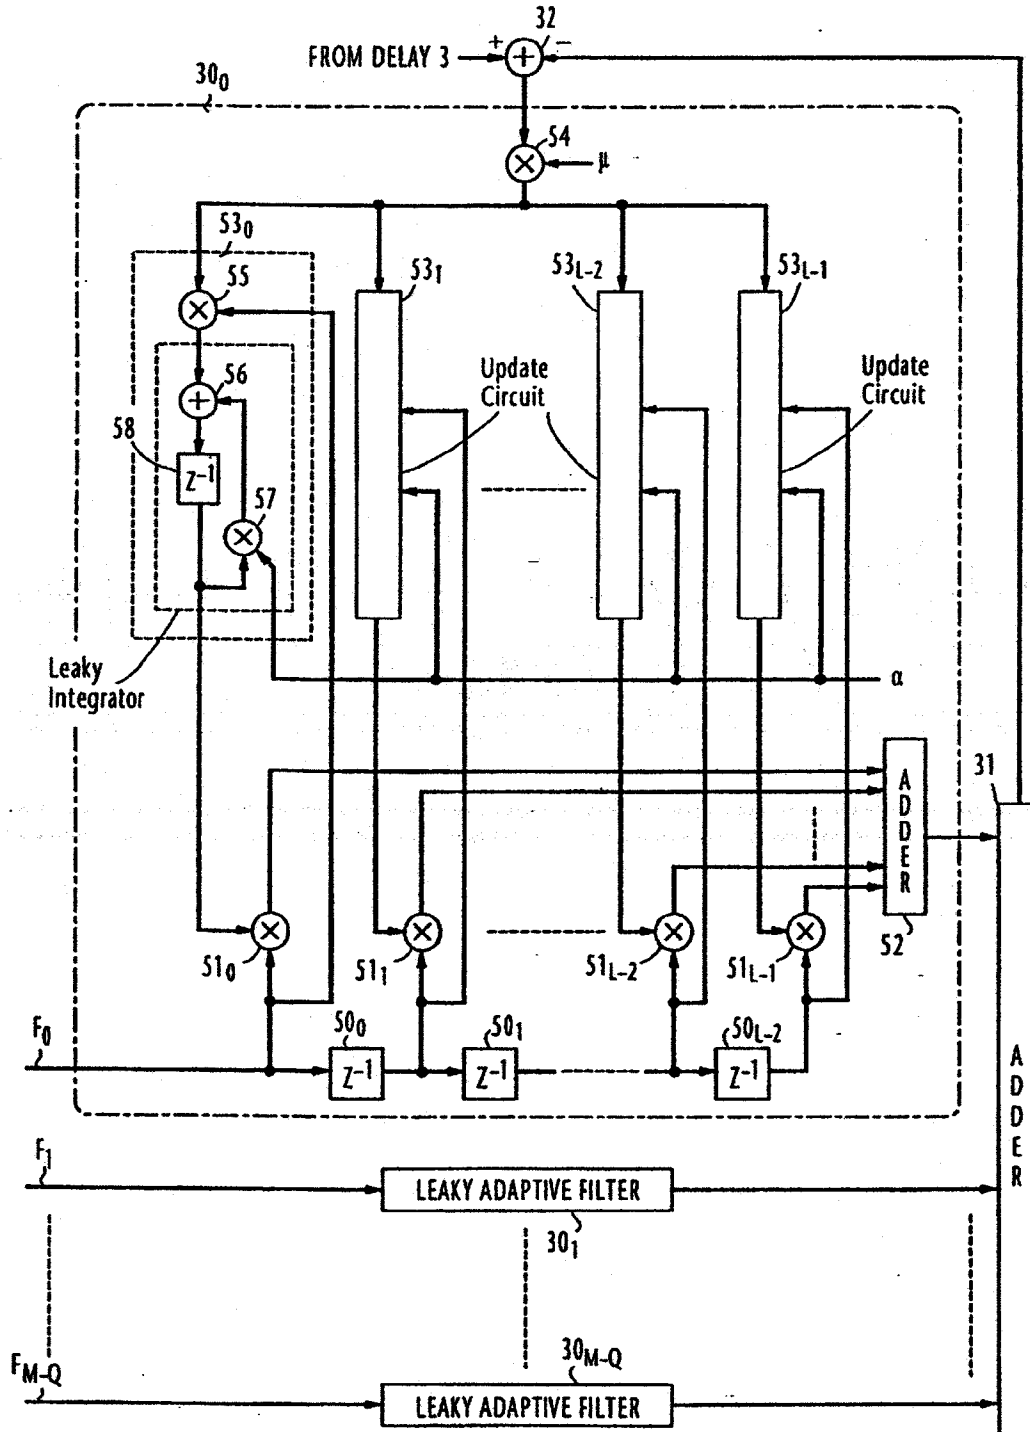 32
+ −
FROM DELAY 3 +
30₀
54
× μ
53₀
55
×
53₁
53L-2
53L-1
56
+
58
Z⁻¹
57
×
Update
Circuit
Update
Circuit
Leaky
Integrator
α
31
ADDER
52
× × × ×
51₀ 51₁ 51L-2 51L-1
F₀
50₀ 50₁ 50L-2
Z⁻¹ Z⁻¹ Z⁻¹
ADDER
F₁
LEAKY ADAPTIVE FILTER
30₁
FM-Q
30M-Q
LEAKY ADAPTIVE FILTER